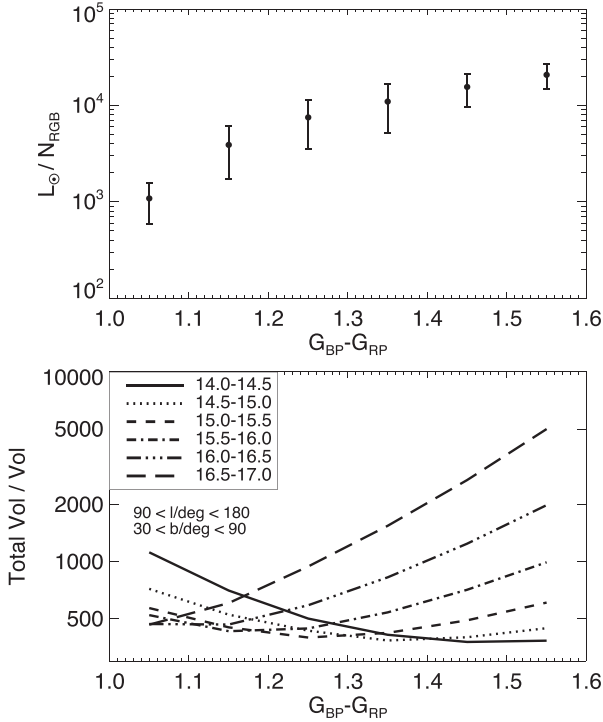 10^5
10^4
10^3
10^2
L_⊙ / N_RGB
1.0 1.1 1.2 1.3 1.4 1.5 1.6
G_BP-G_RP
10000
5000
2000
1000
500
Total Vol / Vol
14.0-14.5
14.5-15.0
15.0-15.5
15.5-16.0
16.0-16.5
16.5-17.0
90 < l/deg < 180
30 < b/deg < 90
1.0 1.1 1.2 1.3 1.4 1.5 1.6
G_BP-G_RP